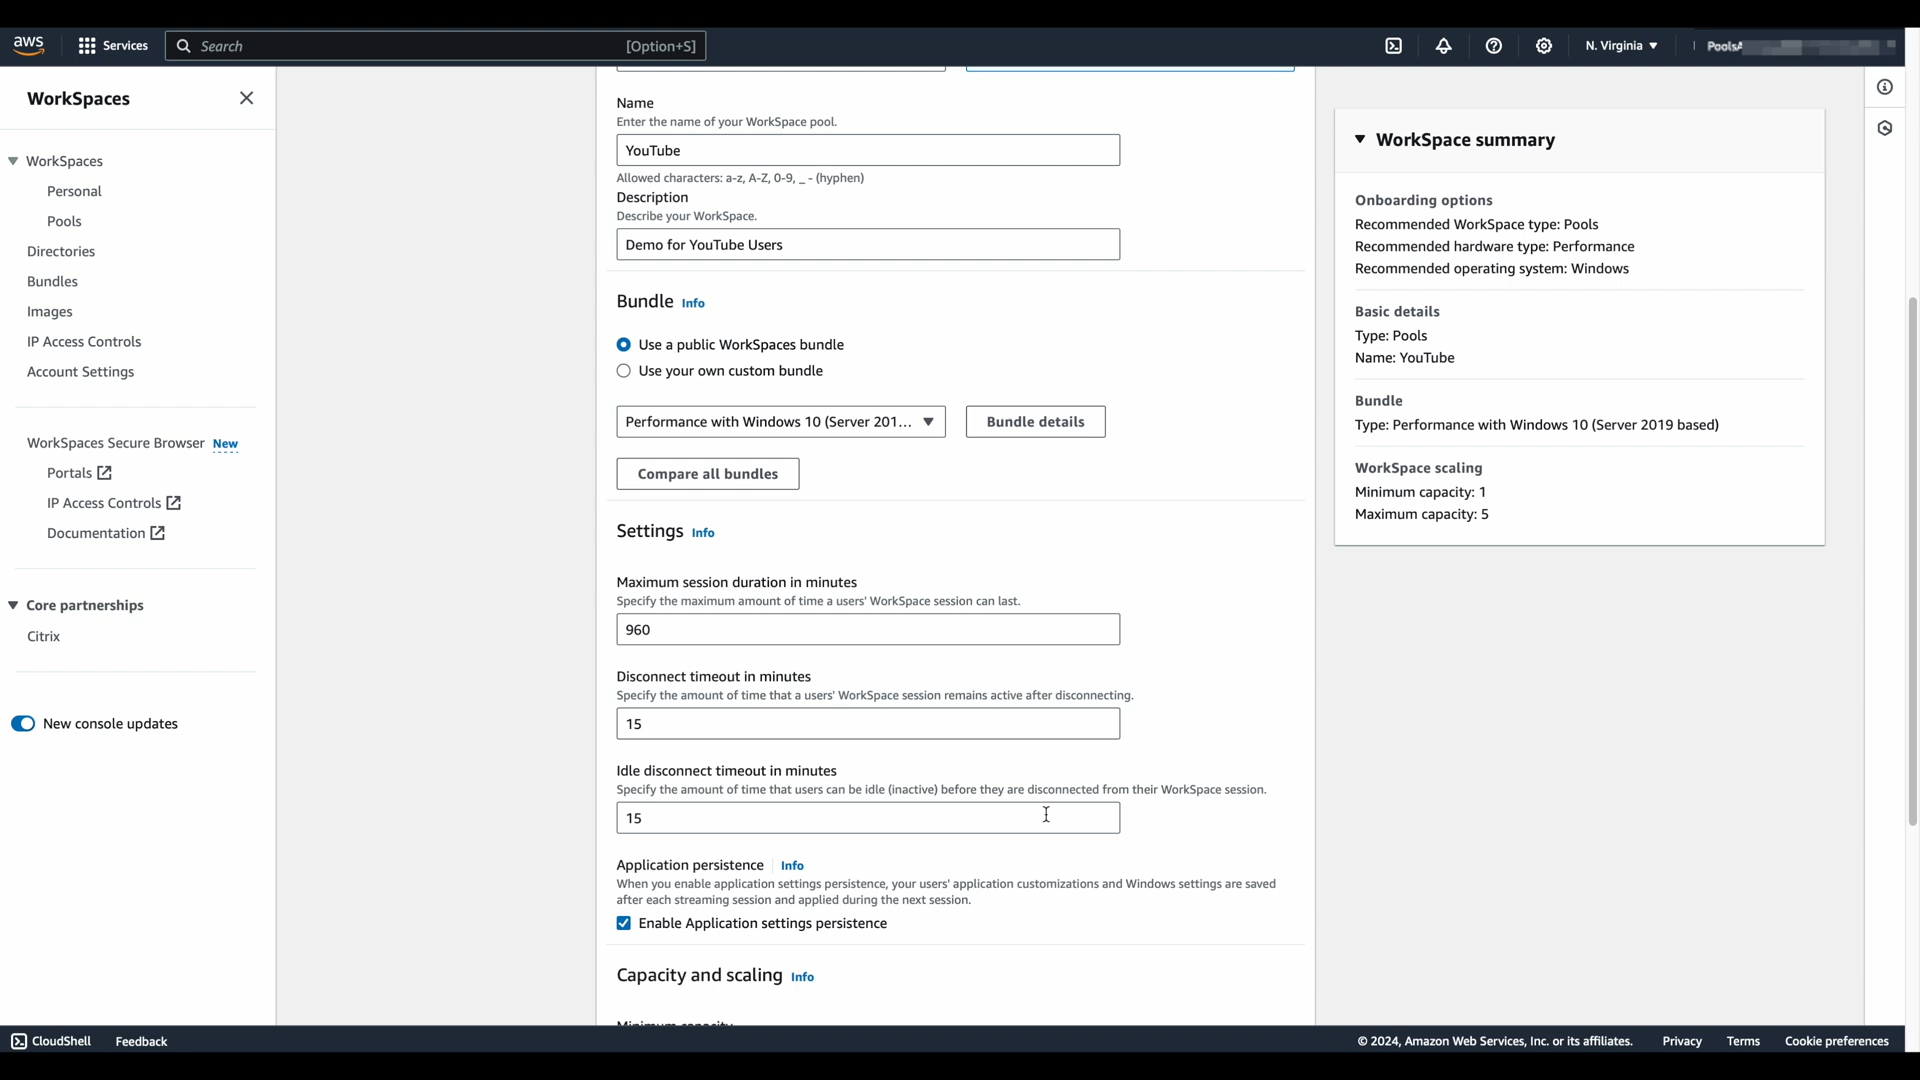 aws
Services
Search
[Option+S]
N. Virginia
WorkSpaces
WorkSpaces
Personal
Pools
Directories
Bundles
Images
IP Access Controls
Account Settings
WorkSpaces Secure Browser New
Portals
IP Access Controls
Documentation
Core partnerships
Citrix
New console updates
Name
Enter the name of your WorkSpace pool.
YouTube
Allowed characters: a-z, A-Z, 0-9, _ - (hyphen)
Description
Describe your WorkSpace.
Demo for YouTube Users
Bundle Info
Use a public WorkSpaces bundle
Use your own custom bundle
Performance with Windows 10 (Server 201...
Bundle details
Compare all bundles
Settings Info
Maximum session duration in minutes
Specify the maximum amount of time a users' WorkSpace session can last.
960
Disconnect timeout in minutes
Specify the amount of time that a users' WorkSpace session remains active after disconnecting.
15
Idle disconnect timeout in minutes
Specify the amount of time that users can be idle (inactive) before they are disconnected from their WorkSpace session.
15
Application persistence Info
When you enable application settings persistence, your users' application customizations and Windows settings are saved
after each streaming session and applied during the next session.
Enable Application settings persistence
Capacity and scaling Info
Minimum capacity
WorkSpace summary
Onboarding options
Recommended WorkSpace type: Pools
Recommended hardware type: Performance
Recommended operating system: Windows
Basic details
Type: Pools
Name: YouTube
Bundle
Type: Performance with Windows 10 (Server 2019 based)
WorkSpace scaling
Minimum capacity: 1
Maximum capacity: 5
CloudShell
Feedback
© 2024, Amazon Web Services, Inc. or its affiliates.
Privacy
Terms
Cookie preferences